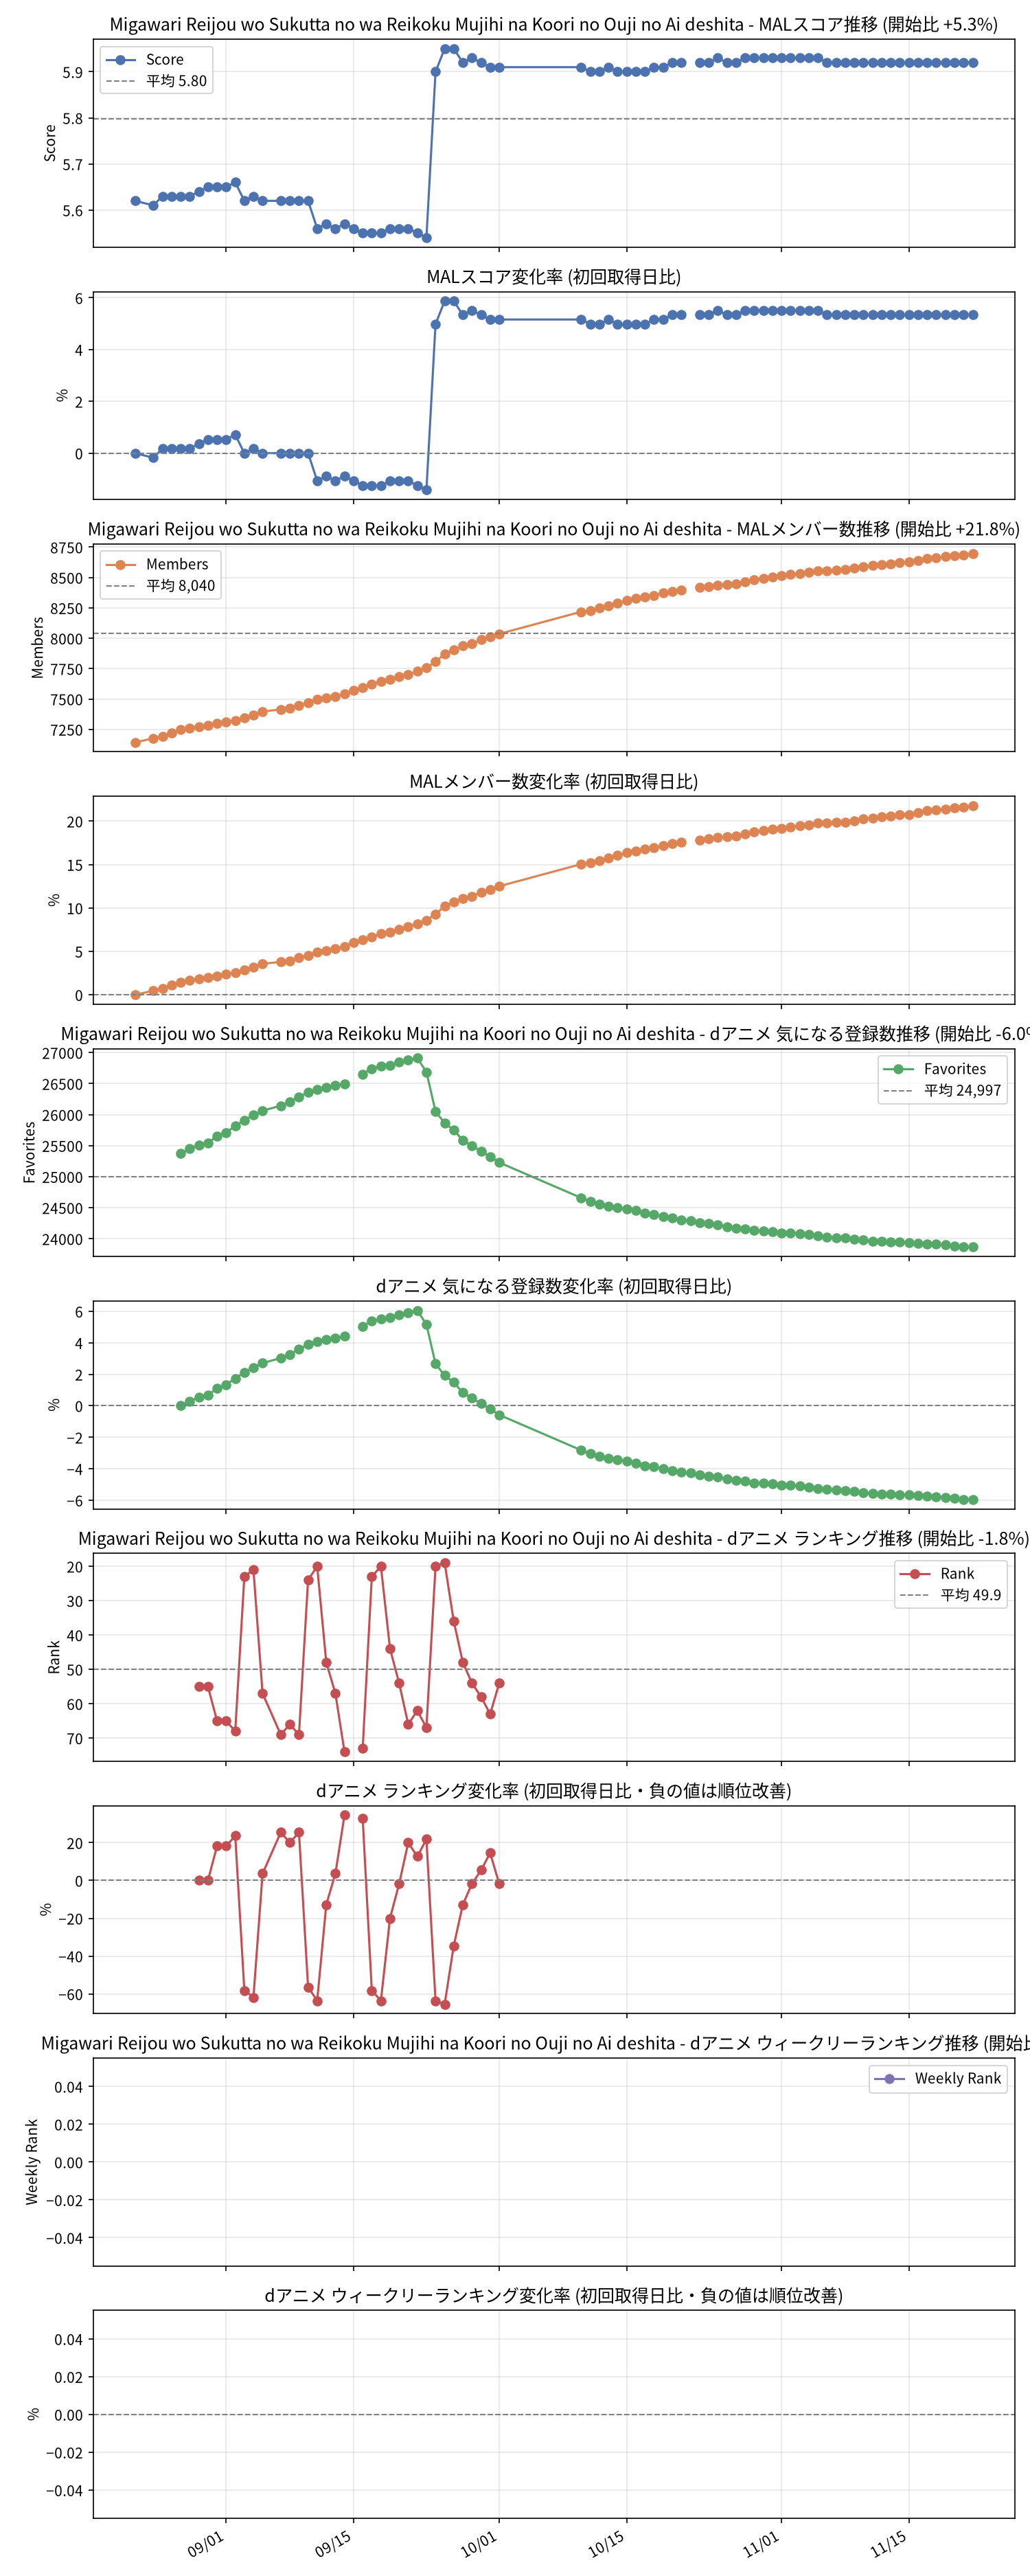 Migawari Reijou wo Sukutta no wa Reikoku Mujihi na Koori no Ouji no Ai deshita - MALスコア推移 (開始比 +5.3%)
Score
平均 5.80
5.9
5.8
5.7
5.6
Score
MALスコア変化率 (初回取得日比)
6
4
2
0
%
Migawari Reijou wo Sukutta no wa Reikoku Mujihi na Koori no Ouji no Ai deshita - MALメンバー数推移 (開始比 +21.8%)
Members
平均 8,040
8750
8500
8250
8000
7750
7500
7250
Members
MALメンバー数変化率 (初回取得日比)
20
15
10
5
0
%
Migawari Reijou wo Sukutta no wa Reikoku Mujihi na Koori no Ouji no Ai deshita - dアニメ 気になる登録数推移 (開始比 -6.0%
Favorites
平均 24,997
27000
26500
26000
25500
25000
24500
24000
Favorites
dアニメ 気になる登録数変化率 (初回取得日比)
6
4
2
0
−2
−4
−6
%
Migawari Reijou wo Sukutta no wa Reikoku Mujihi na Koori no Ouji no Ai deshita - dアニメ ランキング推移 (開始比 -1.8%)
Rank
平均 49.9
20
30
40
50
60
70
Rank
dアニメ ランキング変化率 (初回取得日比・負の値は順位改善)
20
0
−20
−40
−60
%
Migawari Reijou wo Sukutta no wa Reikoku Mujihi na Koori no Ouji no Ai deshita - dアニメ ウィークリーランキング推移 (開始比
Weekly Rank
0.04
0.02
0.00
−0.02
−0.04
Weekly Rank
dアニメ ウィークリーランキング変化率 (初回取得日比・負の値は順位改善)
0.04
0.02
0.00
−0.02
−0.04
%
09/01
09/15
10/01
10/15
11/01
11/15